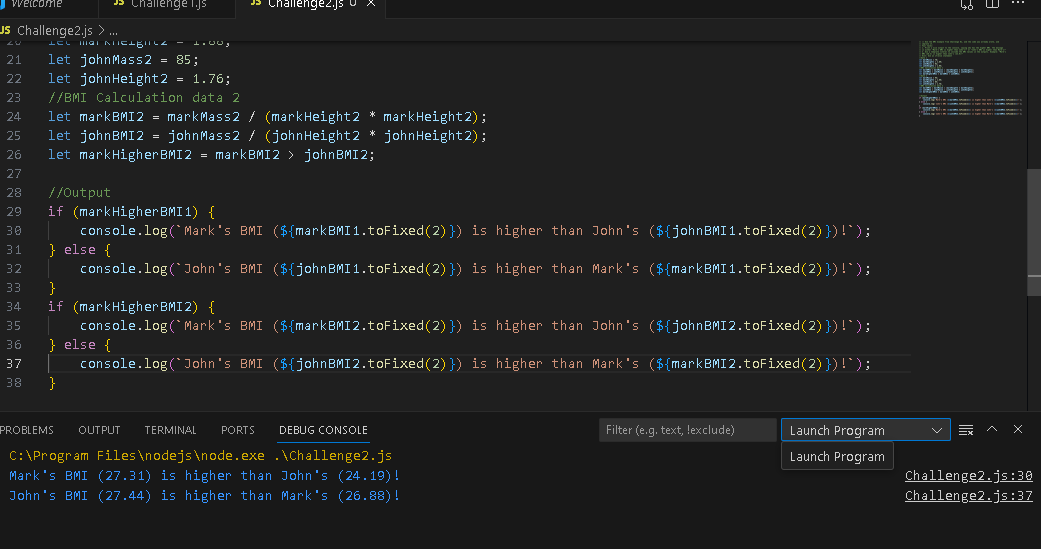 Welcome JS Challenge1.js JS Challenge2.js U ×
JS Challenge2.js > ...
20 let markHeight2 = 1.88;
21 let johnMass2 = 85;
22 let johnHeight2 = 1.76;
23 //BMI Calculation data 2
24 let markBMI2 = markMass2 / (markHeight2 * markHeight2);
25 let johnBMI2 = johnMass2 / (johnHeight2 * johnHeight2);
26 let markHigherBMI2 = markBMI2 > johnBMI2;
27
28 //Output
29 if (markHigherBMI1) {
30 console.log(`Mark's BMI (${markBMI1.toFixed(2)}) is higher than John's (${johnBMI1.toFixed(2)})!`);
31 } else {
32 console.log(`John's BMI (${johnBMI1.toFixed(2)}) is higher than Mark's (${markBMI1.toFixed(2)})!`);
33 }
34 if (markHigherBMI2) {
35 console.log(`Mark's BMI (${markBMI2.toFixed(2)}) is higher than John's (${johnBMI2.toFixed(2)})!`);
36 } else {
37 console.log(`John's BMI (${johnBMI2.toFixed(2)}) is higher than Mark's (${markBMI2.toFixed(2)})!`);
38 }
PROBLEMS OUTPUT TERMINAL PORTS DEBUG CONSOLE Filter (e.g. text, !exclude) Launch Program
Launch Program
C:\Program Files\nodejs\node.exe .\Challenge2.js
Mark's BMI (27.31) is higher than John's (24.19)! Challenge2.js:30
John's BMI (27.44) is higher than Mark's (26.88)! Challenge2.js:37